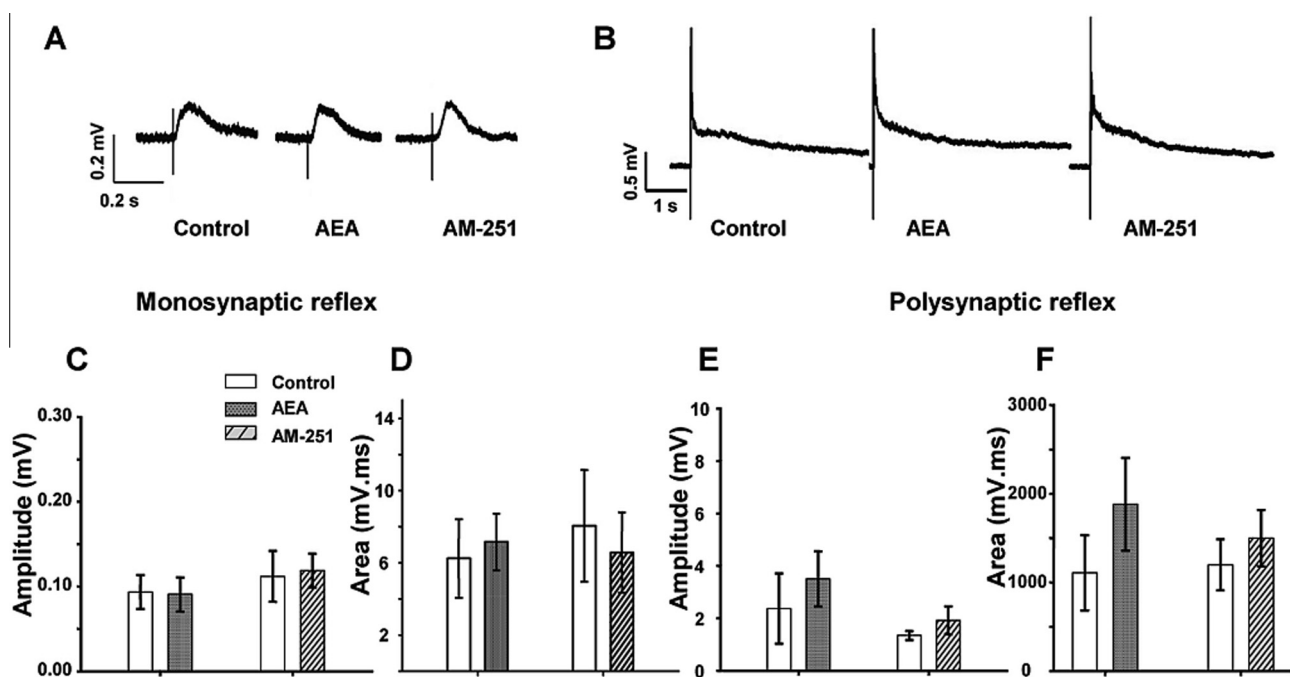 A
B
0.2 mV
0.2 s
Control
AEA
AM-251
0.5 mV
1 s
Control
AEA
AM-251
Monosynaptic reflex
Polysynaptic reflex
C
Control
AEA
AM-251
Amplitude (mV)
0.30
0.20
0.10
0.00
D
Area (mV.ms)
14
10
6
2
E
Amplitude (mV)
10
8
6
4
2
0
F
Area (mV.ms)
3000
2000
1000
0